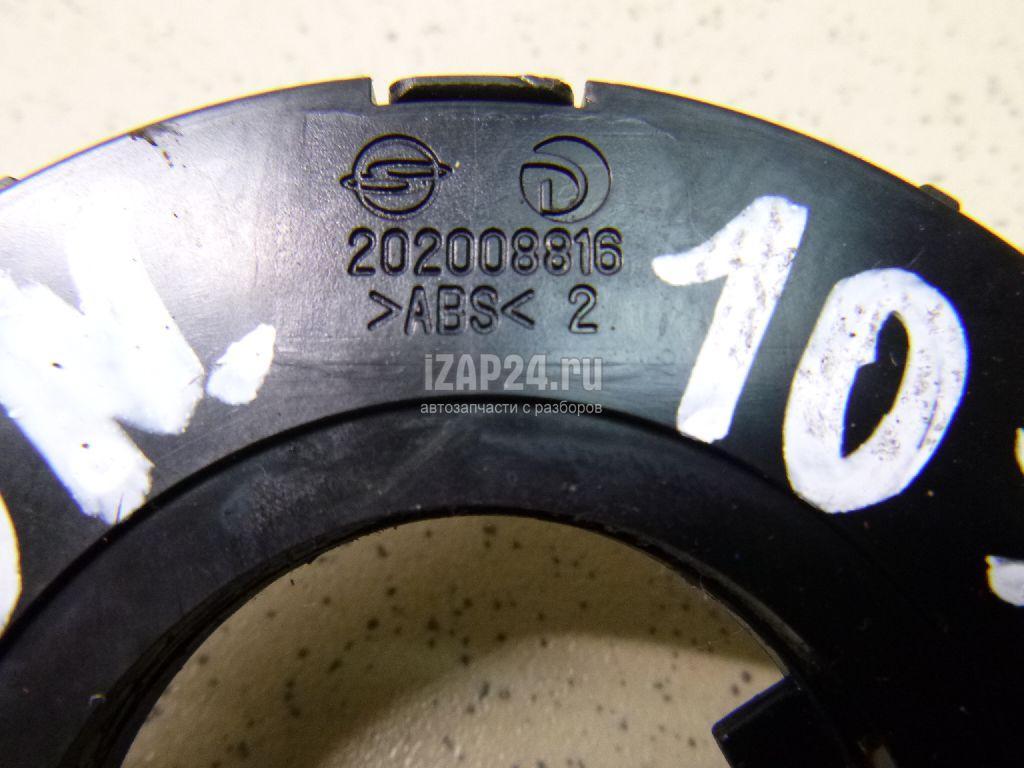 202008816
>ABS< 2
10
iZAP24.ru
автозапчасти с разборов